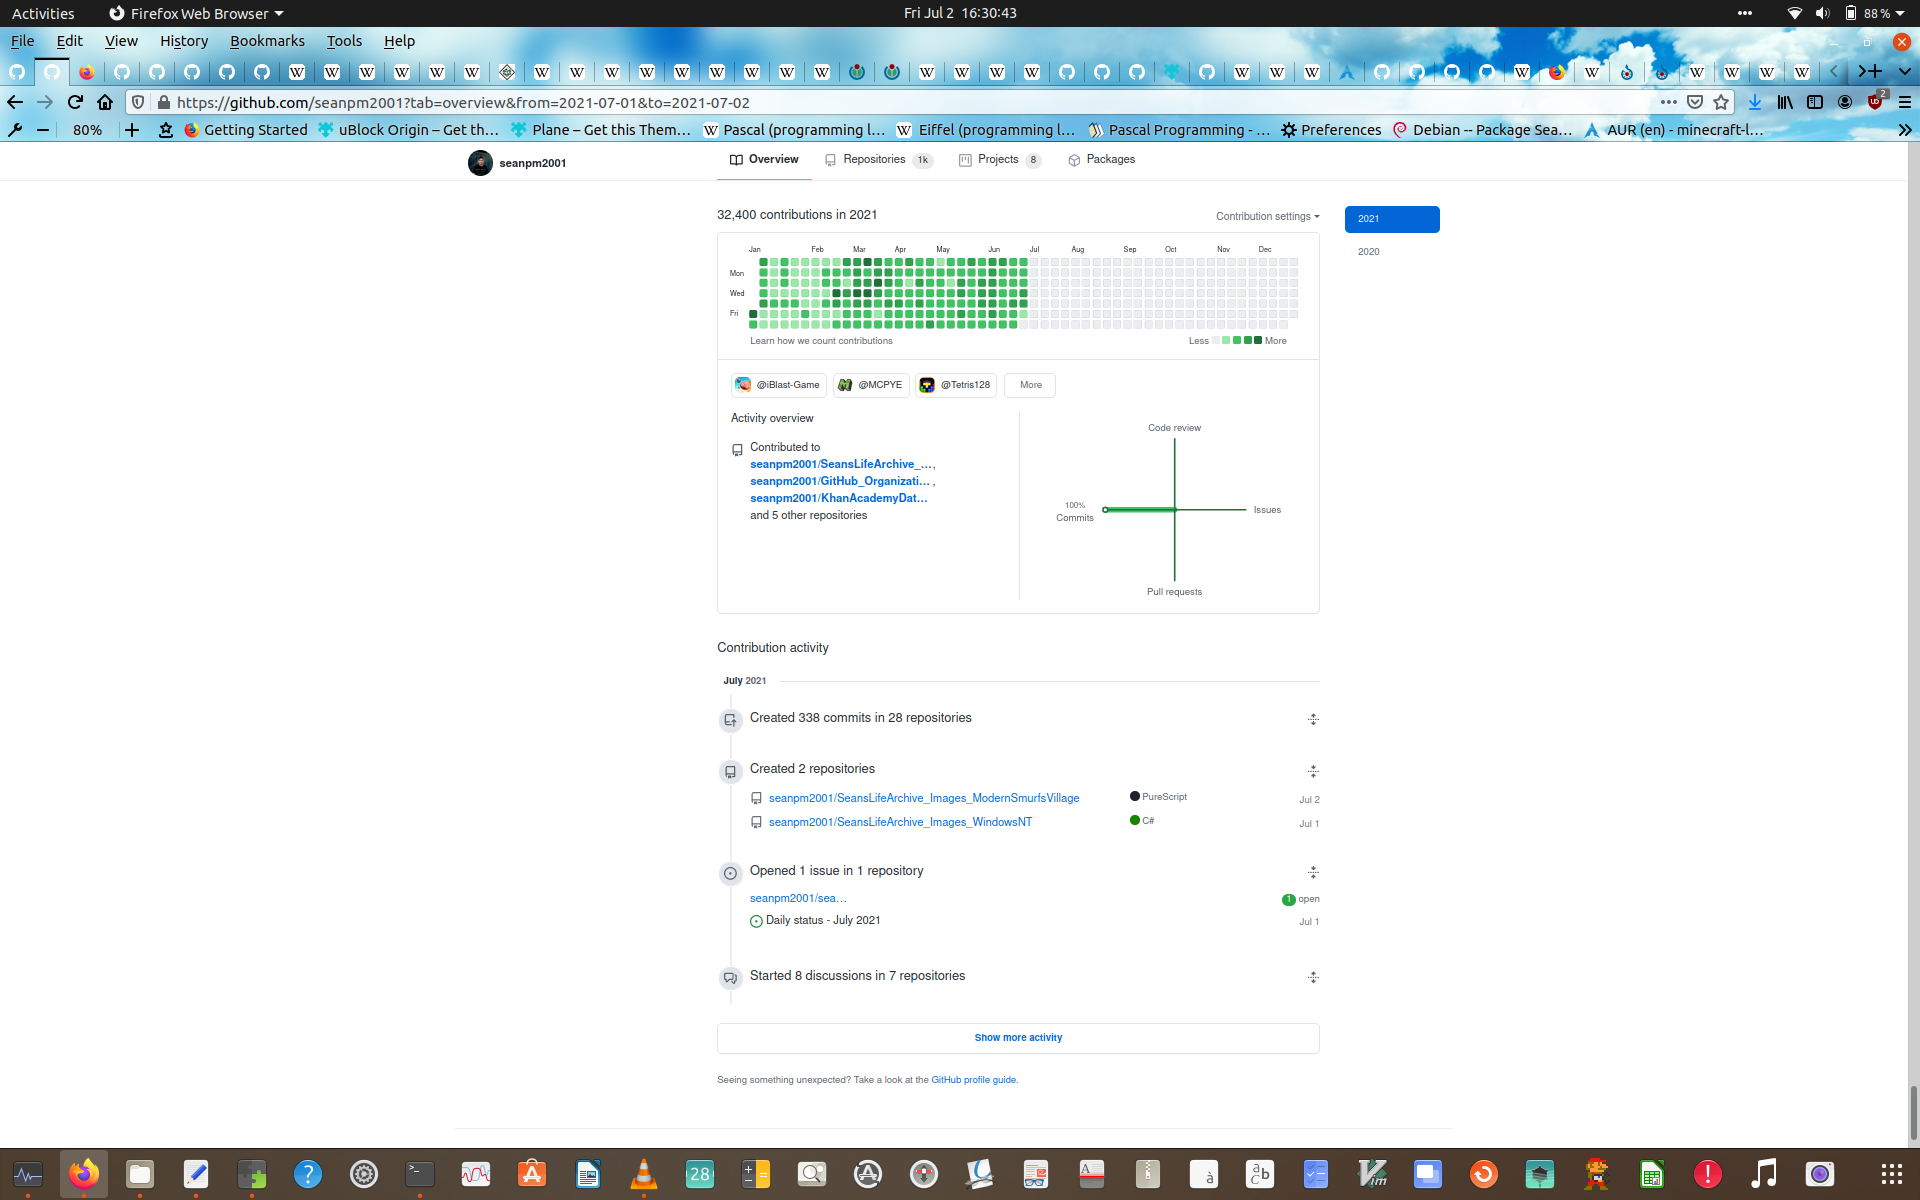 Activities Firefox Web Browser Fri Jul 2 16:30:43 88 %
File Edit View History Bookmarks Tools Help
https://github.com/seanpm2001?tab=overview&from=2021-07-01&to=2021-07-02 2
80% Getting Started uBlock Origin – Get th… Plane – Get this Them… Pascal (programming l… Eiffel (programming l… Pascal Programming - … Preferences Debian -- Package Sea… AUR (en) - minecraft-l…
seanpm2001 Overview Repositories 1k Projects 8 Packages
32,400 contributions in 2021 Contribution settings 2021
2020
Jan Feb Mar Apr May Jun Jul Aug Sep Oct Nov Dec
Mon
Wed
Fri
Learn how we count contributions Less More
@iBlast-Game @MCPYE @Tetris128 More
Activity overview
Code review
Contributed to
seanpm2001/SeansLifeArchive_…,
seanpm2001/GitHub_Organizati… ,
seanpm2001/KhanAcademyDat…
and 5 other repositories
100%
Commits
Issues
Pull requests
Contribution activity
July 2021
Created 338 commits in 28 repositories
Created 2 repositories
seanpm2001/SeansLifeArchive_Images_ModernSmurfsVillage PureScript Jul 2
seanpm2001/SeansLifeArchive_Images_WindowsNT C# Jul 1
Opened 1 issue in 1 repository
seanpm2001/sea… 1 open
Daily status - July 2021 Jul 1
Started 8 discussions in 7 repositories
Show more activity
Seeing something unexpected? Take a look at the GitHub profile guide.
28